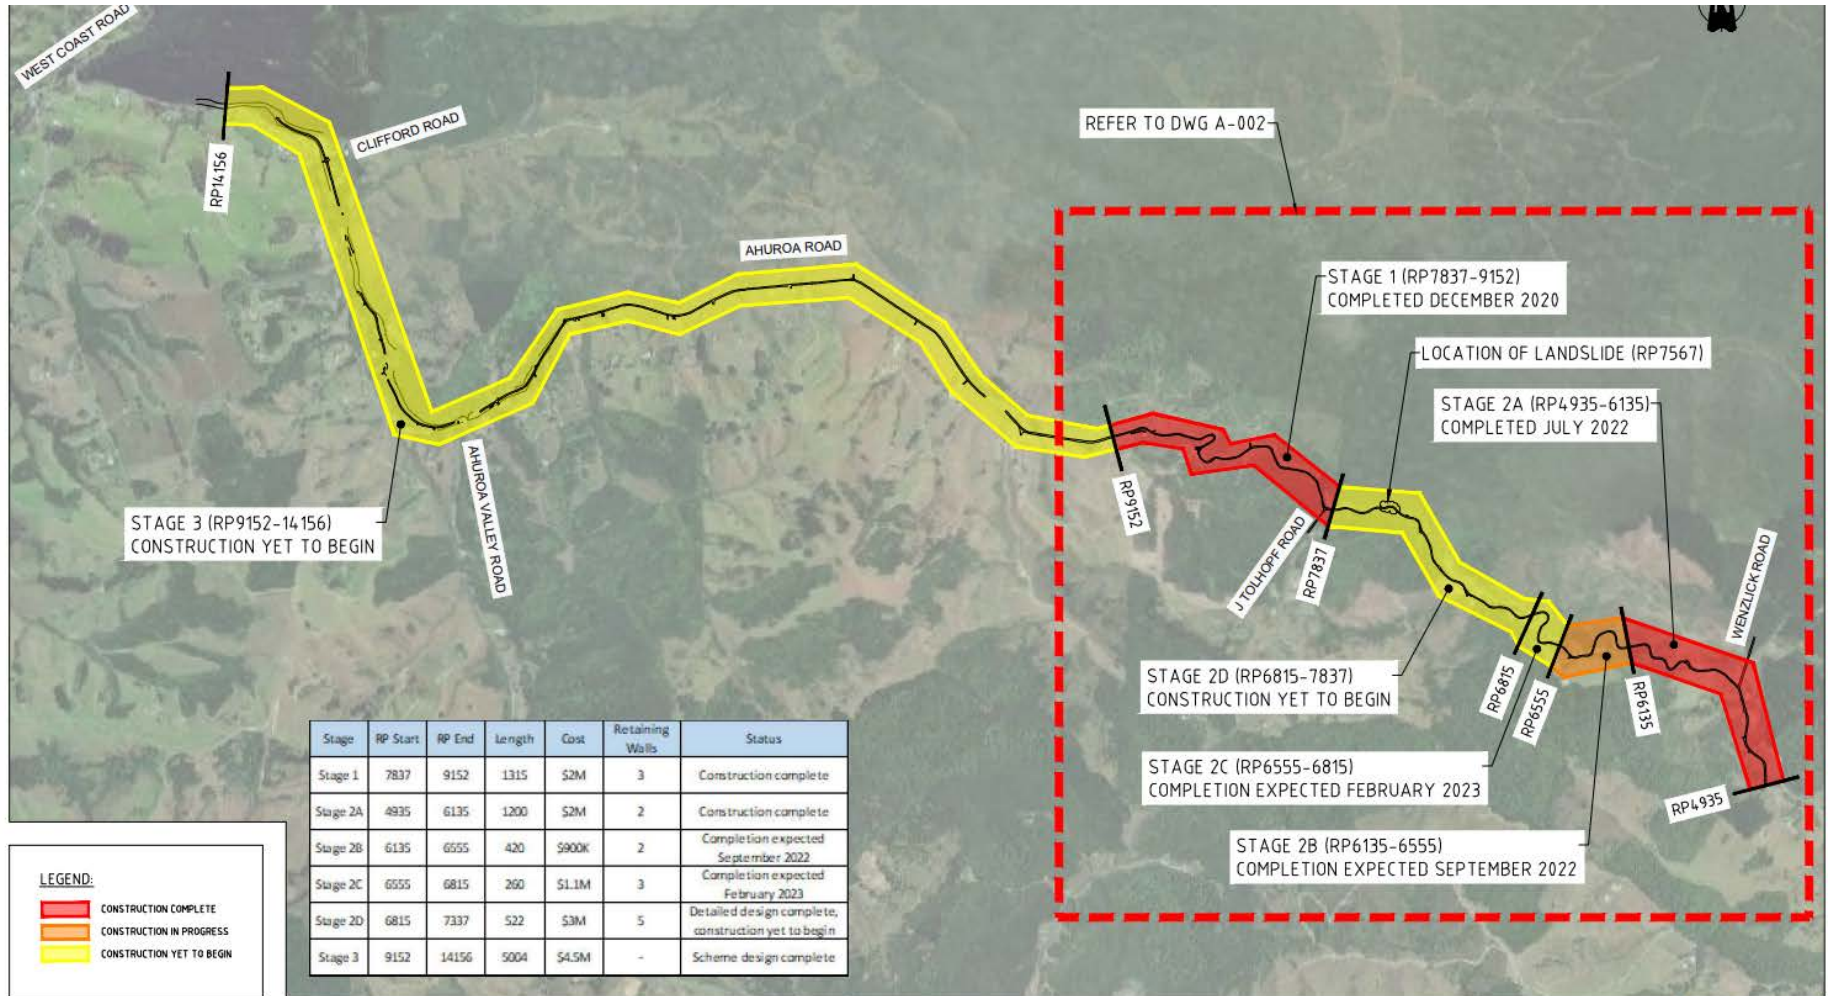 WEST COAST ROAD
RP14156
CLIFFORD ROAD
AHUROA ROAD
AHUROA VALLEY ROAD
STAGE 3 (RP9152-14156)
CONSTRUCTION YET TO BEGIN
REFER TO DWG A-002
STAGE 1 (RP7837-9152)
COMPLETED DECEMBER 2020
LOCATION OF LANDSLIDE (RP7567)
STAGE 2A (RP4935-6135)
COMPLETED JULY 2022
RP9152
J TOLHOPF ROAD
RP7837
WENZLICK ROAD
RP6815
RP6555
RP6135
RP4935
STAGE 2D (RP6815-7837)
CONSTRUCTION YET TO BEGIN
STAGE 2C (RP6555-6815)
COMPLETION EXPECTED FEBRUARY 2023
STAGE 2B (RP6135-6555)
COMPLETION EXPECTED SEPTEMBER 2022
Stage RP Start RP End Length Cost Retaining Walls Status
Stage 1 7837 9152 1315 $2M 3 Construction complete
Stage 2A 4935 6135 1200 $2M 2 Construction complete
Stage 2B 6135 6555 420 $900K 2 Completion expected September 2022
Stage 2C 6555 6815 260 $1.1M 3 Completion expected February 2023
Stage 2D 6815 7337 522 $3M 5 Detailed design complete, construction yet to begin
Stage 3 9152 14156 5004 $4.5M - Scheme design complete
LEGEND:
CONSTRUCTION COMPLETE
CONSTRUCTION IN PROGRESS
CONSTRUCTION YET TO BEGIN